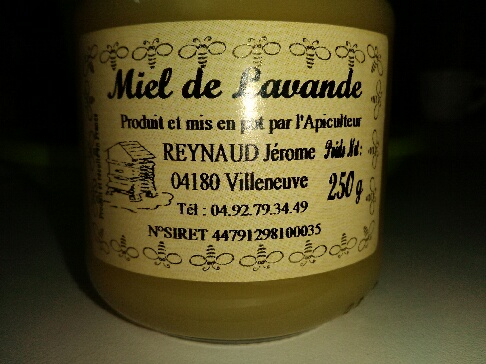 Miel de Lavande
Produit et mis en pot par l'Apiculteur
REYNAUD Jérome Poids Net:
04180 Villeneuve 250 g
Tél : 04.92.79.34.49
N°SIRET 44791298100035